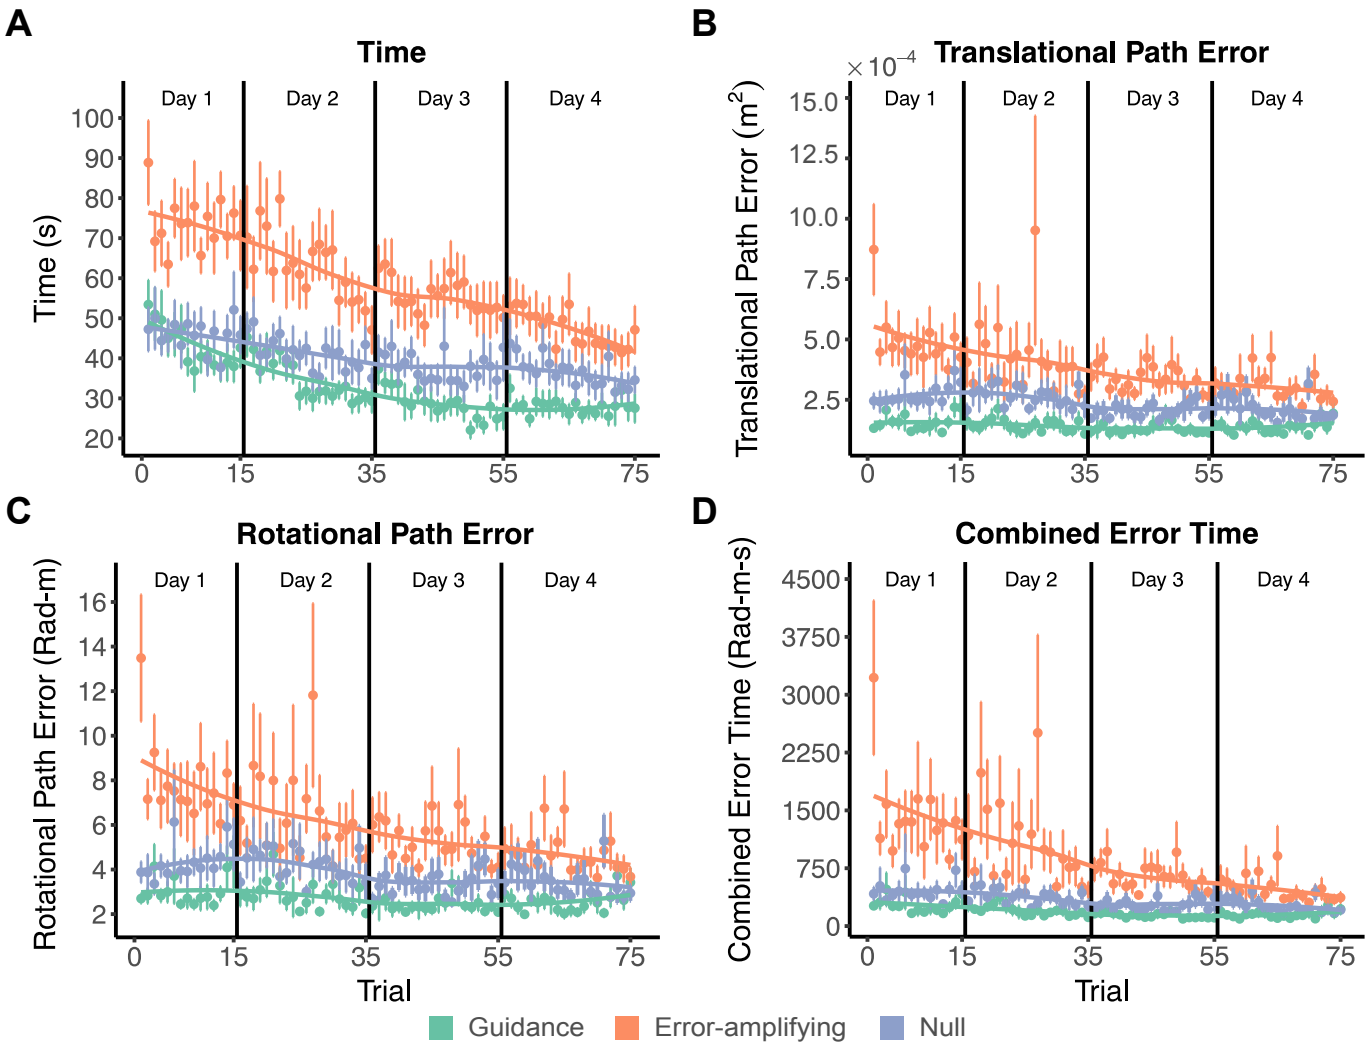 A
Time
Time (s)
100
90
80
70
60
50
40
30
20
Day 1
Day 2
Day 3
Day 4
0
15
35
55
75
B
Translational Path Error
× 10⁻⁴
Translational Path Error (m²)
15.0
12.5
10.0
7.5
5.0
2.5
Day 1
Day 2
Day 3
Day 4
0
15
35
55
75
C
Rotational Path Error
Rotational Path Error (Rad-m)
16
14
12
10
8
6
4
2
Day 1
Day 2
Day 3
Day 4
0
15
35
55
75
Trial
D
Combined Error Time
Combined Error Time (Rad-m-s)
4500
3750
3000
2250
1500
750
0
Day 1
Day 2
Day 3
Day 4
0
15
35
55
75
Trial
Guidance
Error-amplifying
Null